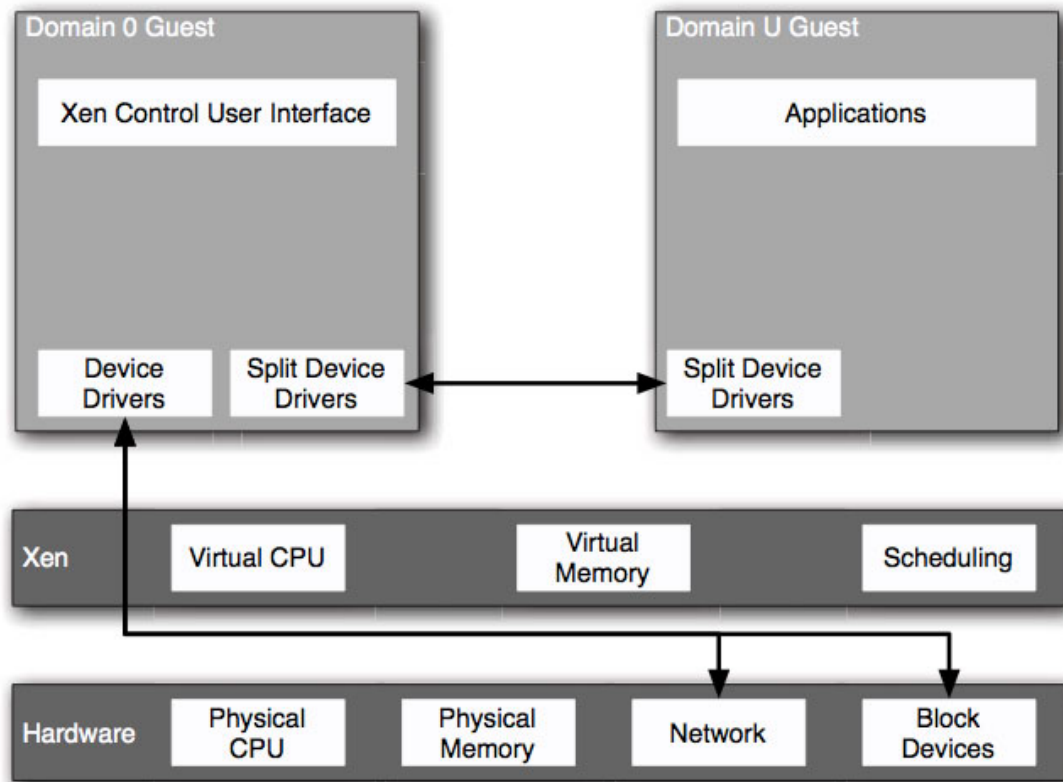 Domain 0 Guest
Domain U Guest
Xen Control User Interface
Applications
Device
Drivers
Split Device
Drivers
Split Device
Drivers
Xen
Virtual CPU
Virtual
Memory
Scheduling
Hardware
Physical
CPU
Physical
Memory
Network
Block
Devices